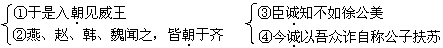 ①于是入朝见威王
②燕、赵、韩、魏闻之，皆朝于齐
③臣诚知不如徐公美
④今诚以吾众诈自称公子扶苏